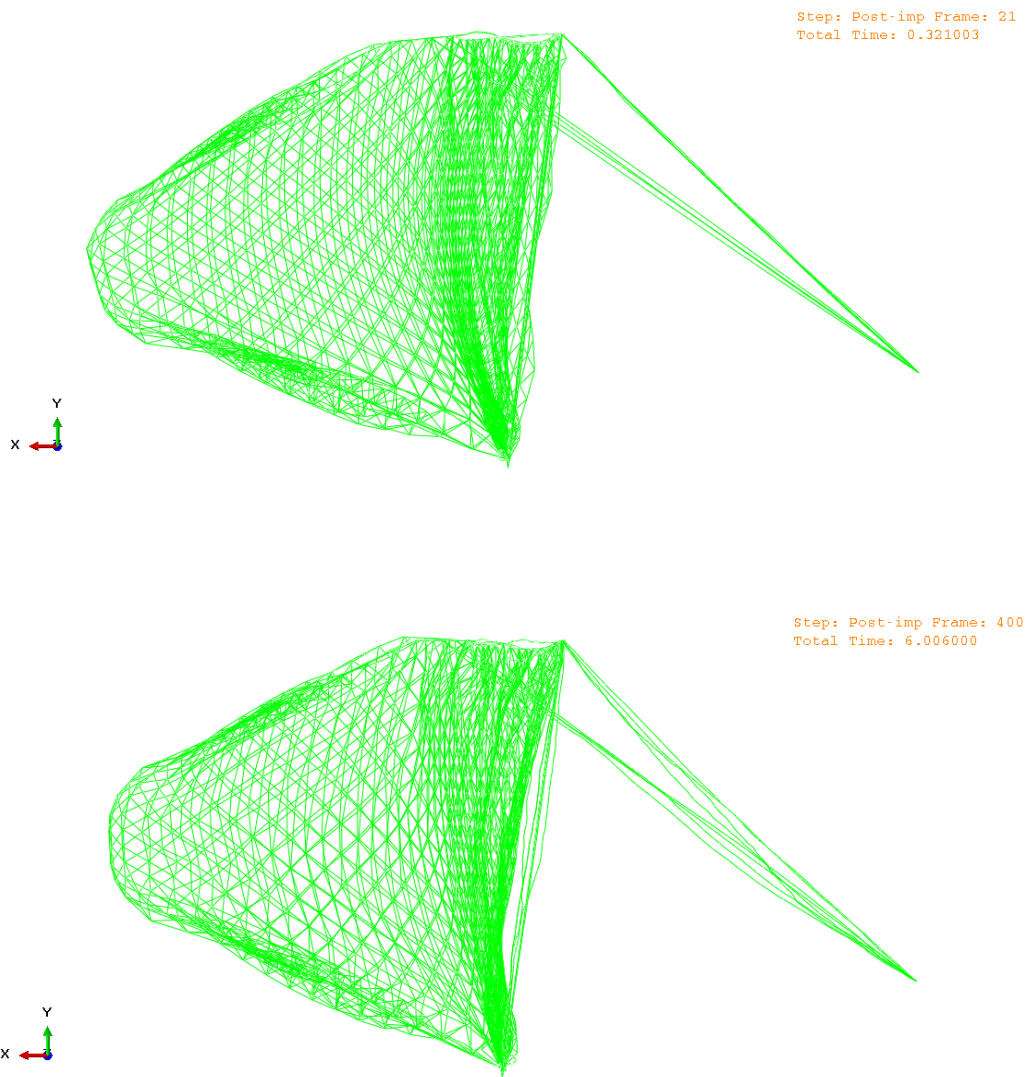 Step: Post-imp Frame: 21
Total Time: 0.321003
Y
X
Step: Post-imp Frame: 400
Total Time: 6.006000
Y
X